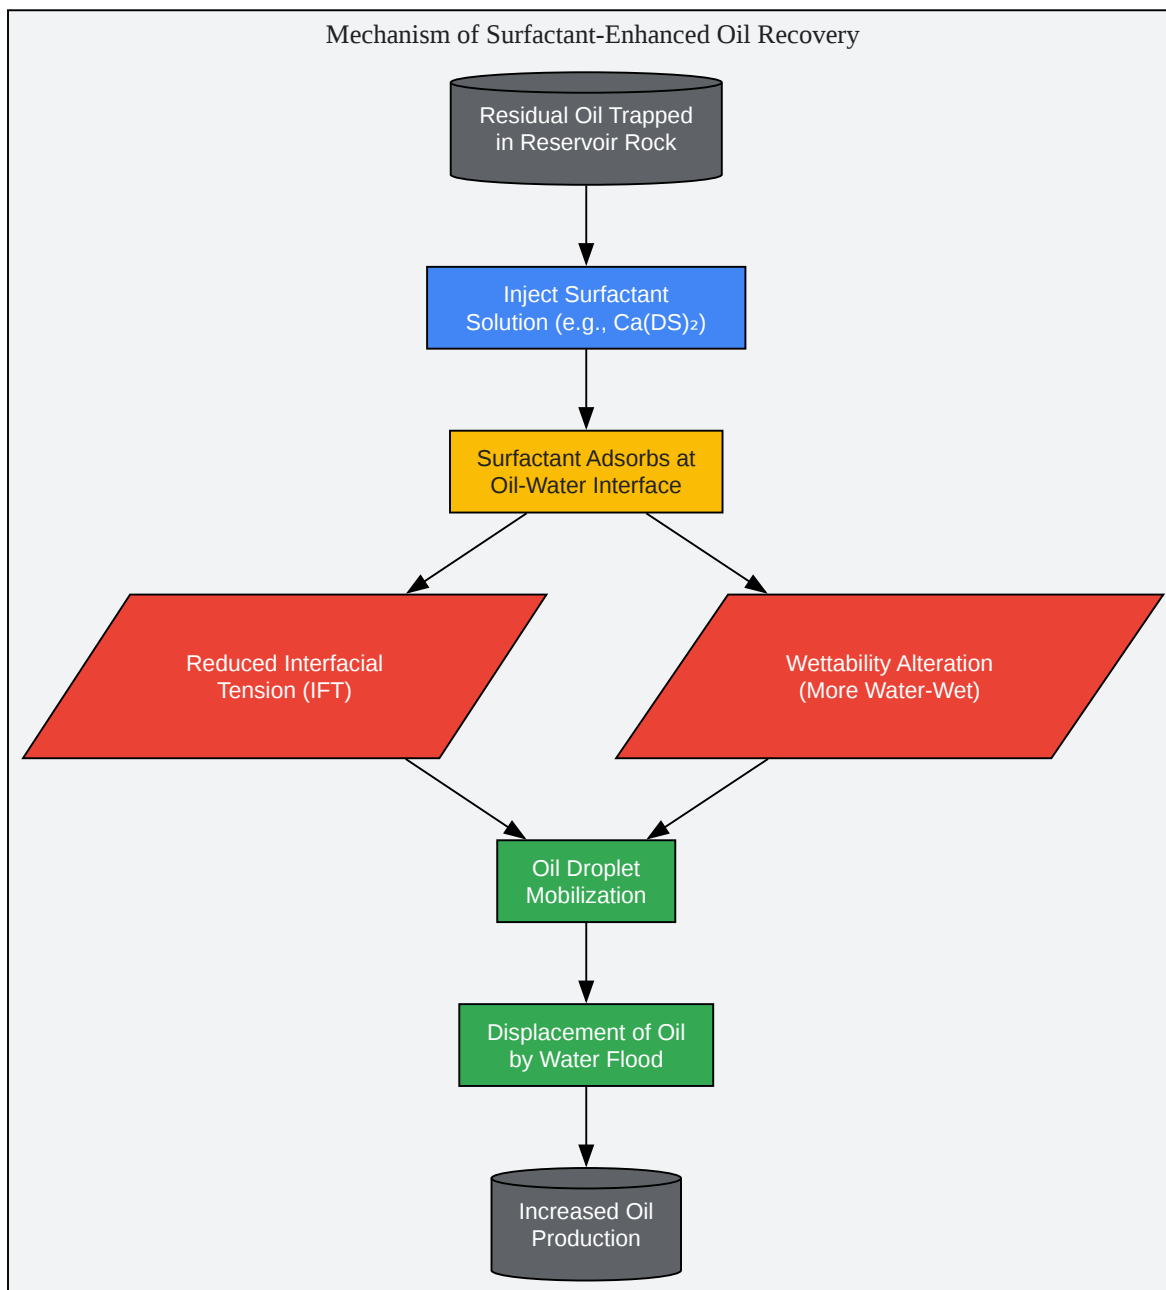 Mechanism of Surfactant-Enhanced Oil Recovery
Residual Oil Trapped
in Reservoir Rock
Inject Surfactant
Solution (e.g., Ca(DS)₂)
Surfactant Adsorbs at
Oil-Water Interface
Reduced Interfacial
Tension (IFT)
Wettability Alteration
(More Water-Wet)
Oil Droplet
Mobilization
Displacement of Oil
by Water Flood
Increased Oil
Production